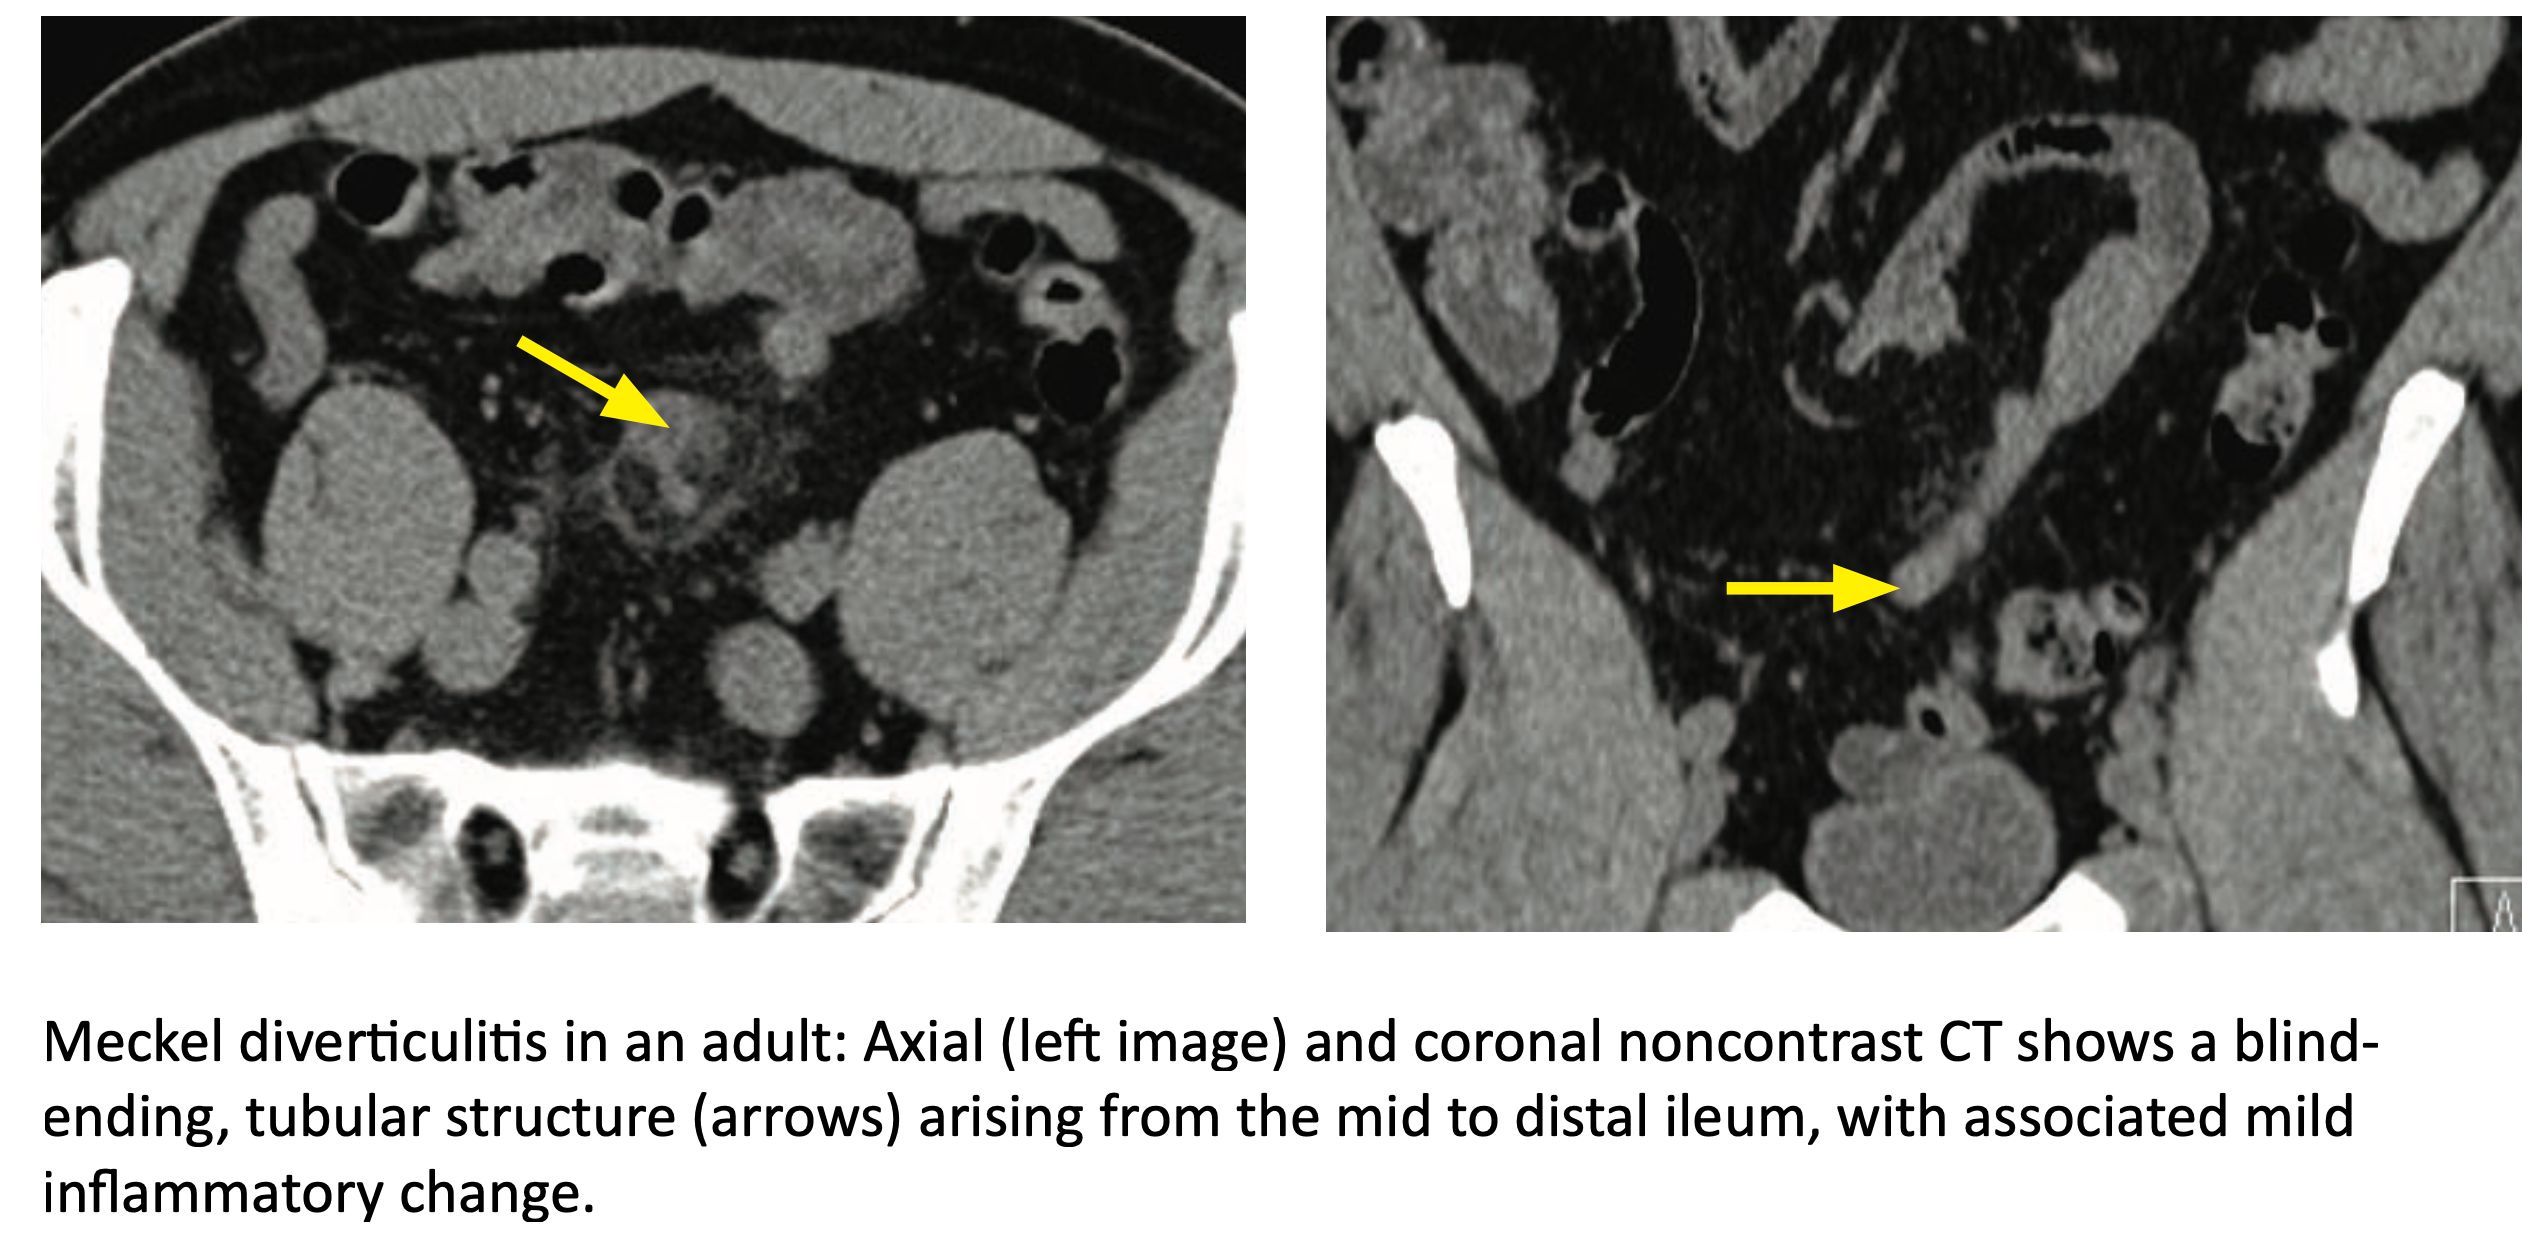 A
Meckel diverticulitis in an adult: Axial (left image) and coronal noncontrast CT shows a blind-
ending, tubular structure (arrows) arising from the mid to distal ileum, with associated mild
inflammatory change.